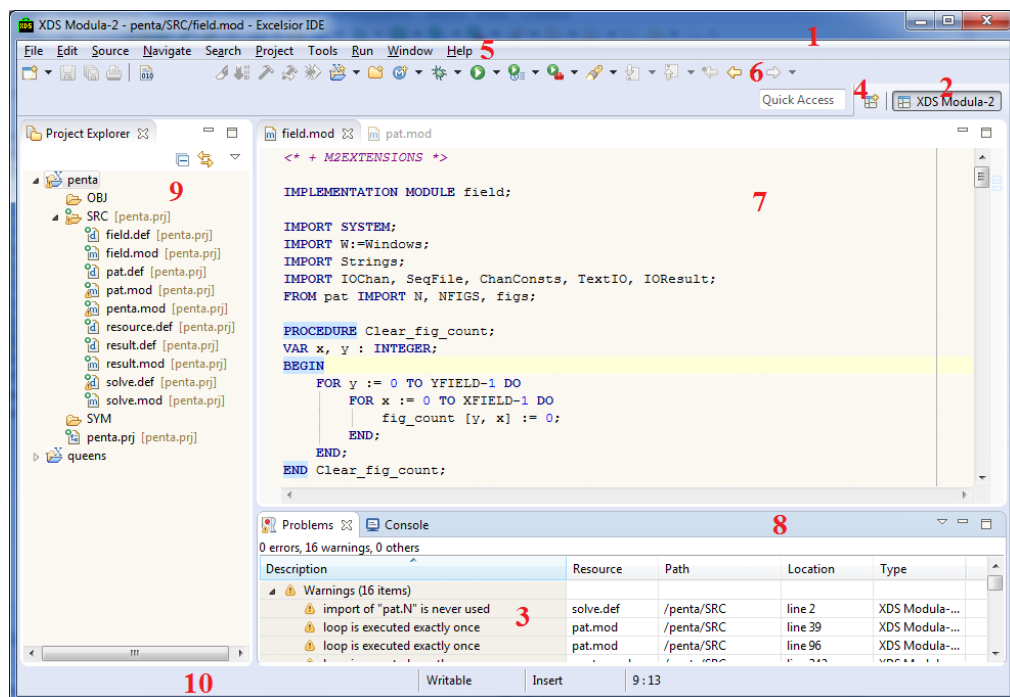 XDS Modula-2 - penta/SRC/field.mod - Excelsior IDE
1
File Edit Source Navigate Search Project Tools Run Window Help 5
010
6
Quick Access 4 2 XDS Modula-2
Project Explorer
penta
9
OBJ
SRC [penta.prj]
field.def [penta.prj]
field.mod [penta.prj]
pat.def [penta.prj]
pat.mod [penta.prj]
penta.mod [penta.prj]
resource.def [penta.prj]
result.def [penta.prj]
result.mod [penta.prj]
solve.def [penta.prj]
solve.mod [penta.prj]
SYM
penta.prj [penta.prj]
queens
field.mod pat.mod
<* + M2EXTENSIONS *>
IMPLEMENTATION MODULE field;
7
IMPORT SYSTEM;
IMPORT W:=Windows;
IMPORT Strings;
IMPORT IOChan, SeqFile, ChanConsts, TextIO, IOResult;
FROM pat IMPORT N, NFIGS, figs;
PROCEDURE Clear_fig_count;
VAR x, y : INTEGER;
BEGIN
FOR y := 0 TO YFIELD-1 DO
FOR x := 0 TO XFIELD-1 DO
fig_count [y, x] := 0;
END;
END;
END Clear_fig_count;
Problems Console 8
0 errors, 16 warnings, 0 others
Description Resource Path Location Type
Warnings (16 items)
import of "pat.N" is never used solve.def /penta/SRC line 2 XDS Modula-...
3
loop is executed exactly once pat.mod /penta/SRC line 39 XDS Modula-...
loop is executed exactly once pat.mod /penta/SRC line 96 XDS Modula-...
10 Writable Insert 9 : 13